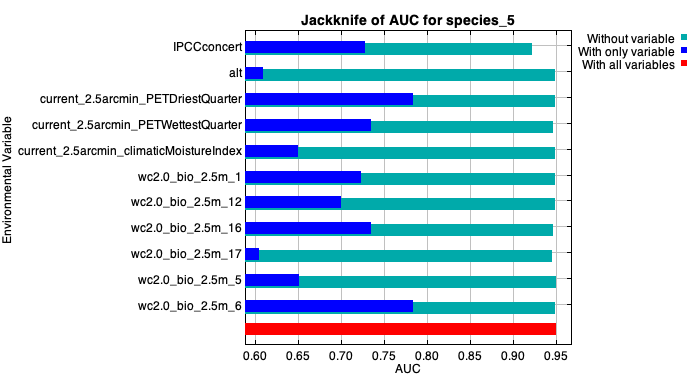 Jackknife of AUC for species_5
Without variable
With only variable
With all variables
Environmental Variable
IPCCconcert
alt
current_2.5arcmin_PETDriestQuarter
current_2.5arcmin_PETWettestQuarter
current_2.5arcmin_climaticMoistureIndex
wc2.0_bio_2.5m_1
wc2.0_bio_2.5m_12
wc2.0_bio_2.5m_16
wc2.0_bio_2.5m_17
wc2.0_bio_2.5m_5
wc2.0_bio_2.5m_6
0.60 0.65 0.70 0.75 0.80 0.85 0.90 0.95
AUC